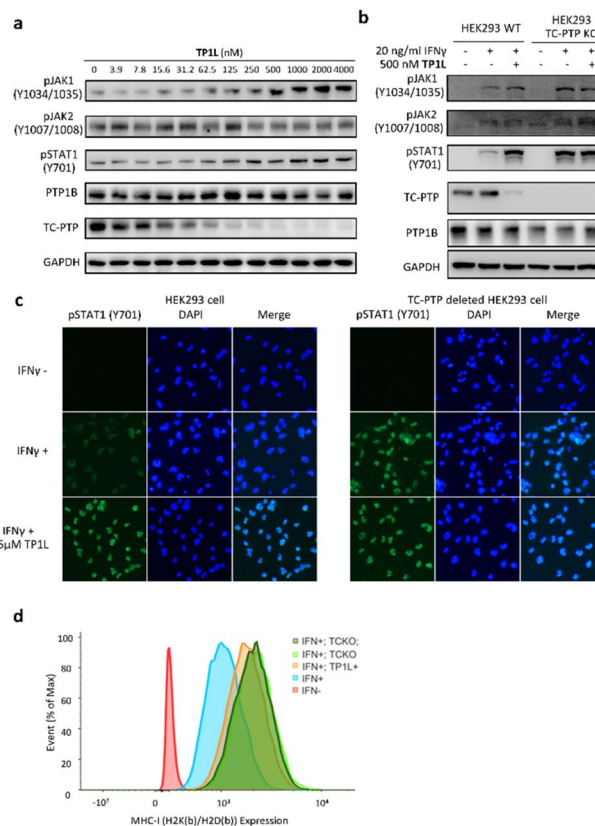 a
TP1L (nM)
0 3.9 7.8 15.6 31.2 62.5 125 250 500 1000 2000 4000
pJAK1
(Y1034/1035)
pJAK2
(Y1007/1008)
pSTAT1
(Y701)
PTP1B
TC-PTP
GAPDH
b
HEK293 WT
HEK293
TC-PTP KO
20 ng/ml IFNγ - + + - + +
500 nM TP1L - - + - - +
pJAK1
(Y1034/1035)
pJAK2
(Y1007/1008)
pSTAT1
(Y701)
TC-PTP
PTP1B
GAPDH
c
HEK293 cell
pSTAT1 (Y701) DAPI Merge
TC-PTP deleted HEK293 cell
pSTAT1 (Y701) DAPI Merge
IFNγ -
IFNγ +
IFNγ +
5µM TP1L
d
Event (% of Max)
100
80
60
40
20
0
-10³ 0 10³ 10⁴
MHC-I (H2K(b)/H2D(b)) Expression
IFN+; TCKO;
IFN+; TCKO
IFN+; TP1L+
IFN+
IFN-